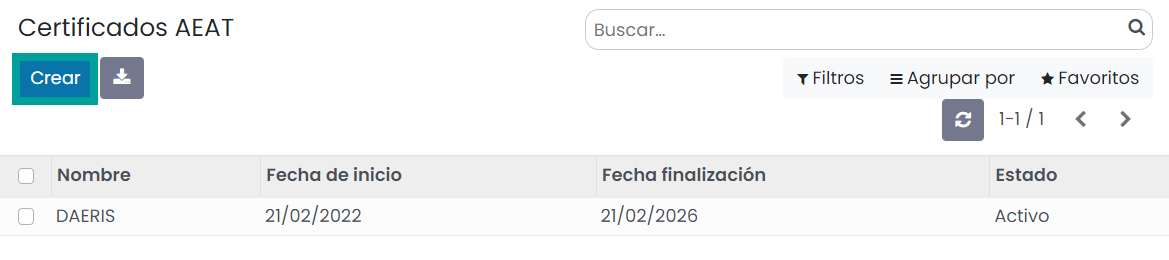 Certificados AEAT
Buscar...
Crear
Filtros Agrupar por Favoritos
1-1 / 1
Nombre Fecha de inicio Fecha finalización Estado
DAERIS 21/02/2022 21/02/2026 Activo